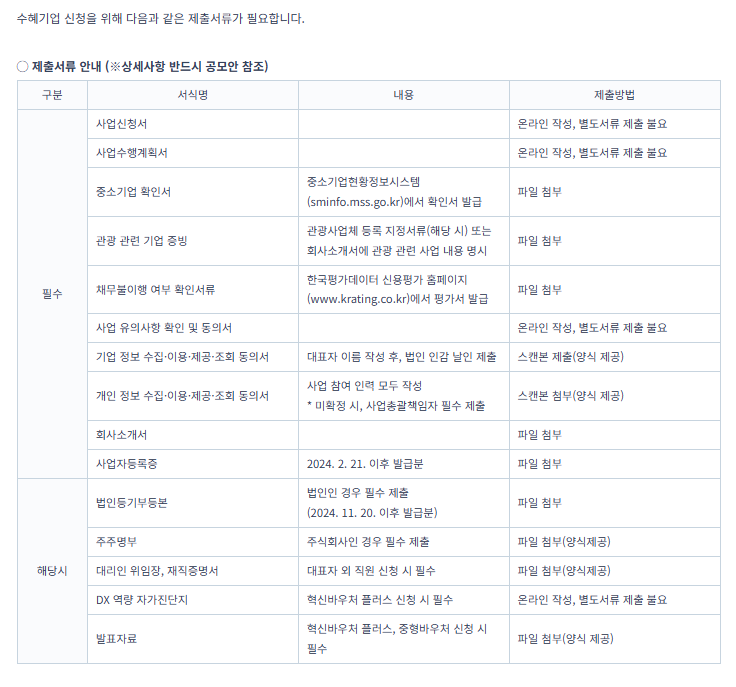 수혜기업 신청을 위해 다음과 같은 제출서류가 필요합니다.
○ 제출서류 안내 (※상세사항 반드시 공모안 참조)
구분 서식명 내용 제출방법
필수
사업신청서 온라인 작성, 별도서류 제출 불요
사업수행계획서 온라인 작성, 별도서류 제출 불요
중소기업 확인서 중소기업현황정보시스템
(sminfo.mss.go.kr)에서 확인서 발급 파일 첨부
관광 관련 기업 증빙 관광사업체 등록 지정서류(해당 시) 또는
회사소개서에 관광 관련 사업 내용 명시 파일 첨부
채무불이행 여부 확인서류 한국평가데이터 신용평가 홈페이지
(www.krating.co.kr)에서 평가서 발급 파일 첨부
사업 유의사항 확인 및 동의서 온라인 작성, 별도서류 제출 불요
기업 정보 수집·이용·제공·조회 동의서 대표자 이름 작성 후, 법인 인감 날인 제출 스캔본 제출(양식 제공)
개인 정보 수집·이용·제공·조회 동의서 사업 참여 인력 모두 작성
* 미확정 시, 사업총괄책임자 필수 제출 스캔본 첨부(양식 제공)
회사소개서 파일 첨부
사업자등록증 2024. 2. 21. 이후 발급분 파일 첨부
해당시
법인등기부등본 법인인 경우 필수 제출
(2024. 11. 20. 이후 발급분) 파일 첨부
주주명부 주식회사인 경우 필수 제출 파일 첨부(양식제공)
대리인 위임장, 재직증명서 대표자 외 직원 신청 시 필수 파일 첨부(양식제공)
DX 역량 자가진단지 혁신바우처 플러스 신청 시 필수 온라인 작성, 별도서류 제출 불요
발표자료 혁신바우처 플러스, 중형바우처 신청 시
필수 파일 첨부(양식 제공)